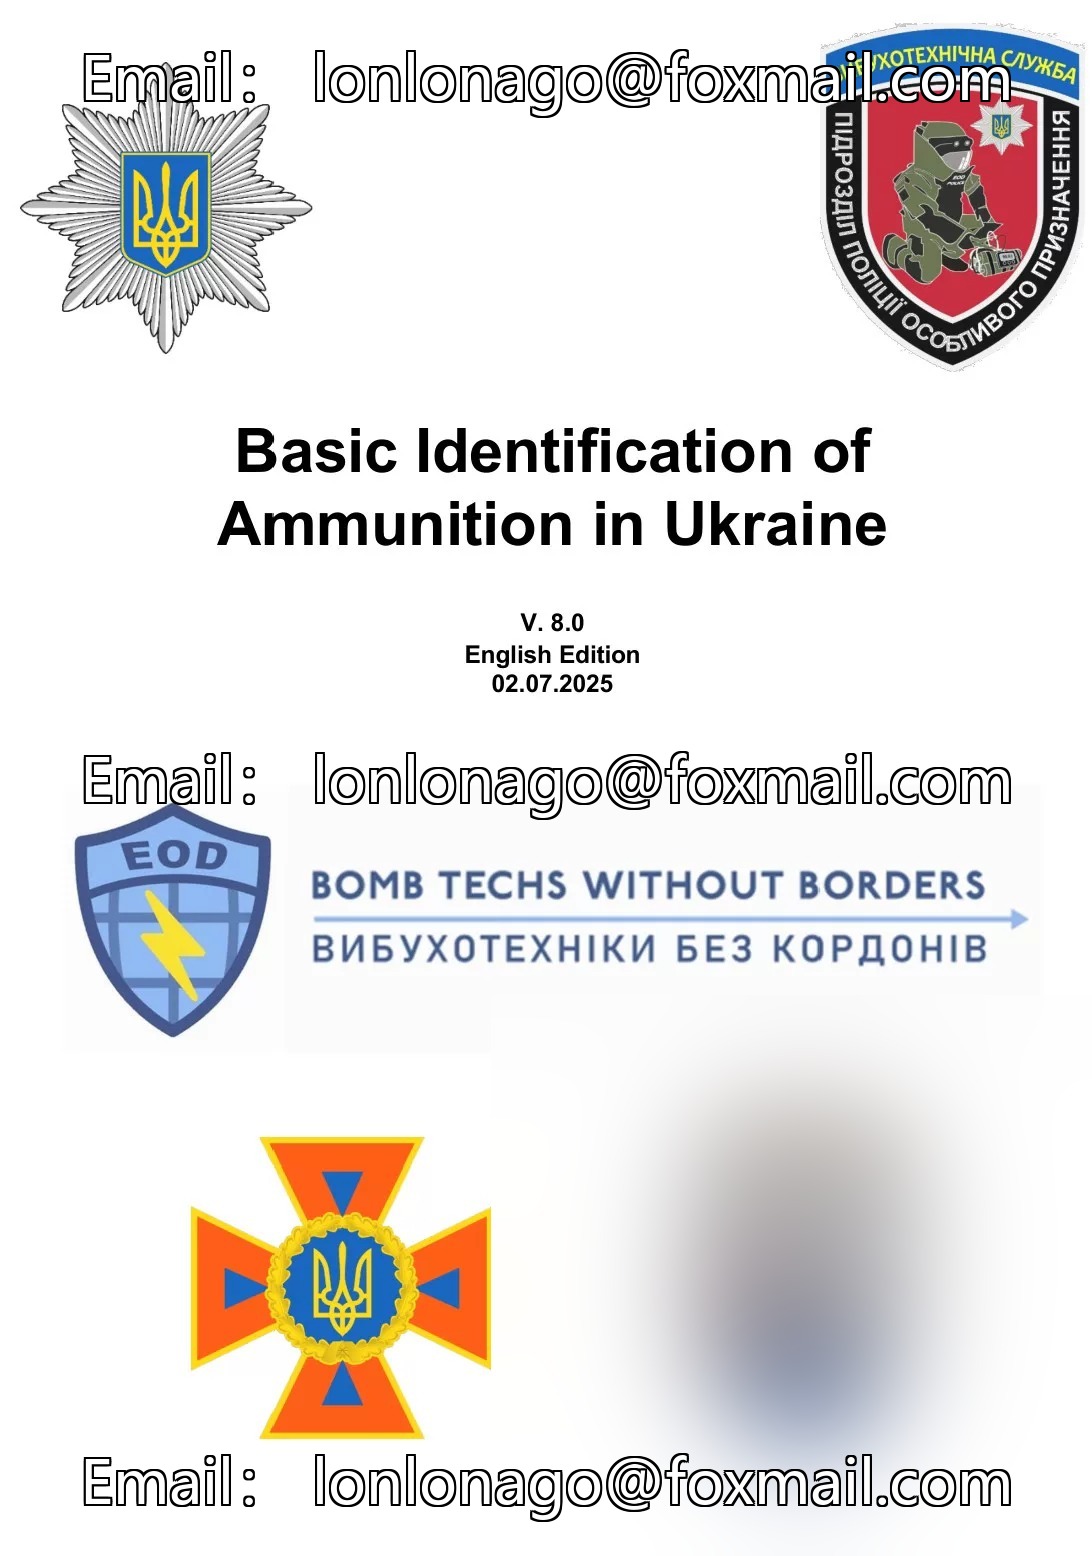 Email： lonlonago@foxmail.com
ВИБУХОТЕХНІЧНА СЛУЖБА
ПІДРОЗДІЛ ПОЛІЦІЇ ОСОБЛИВОГО ПРИЗНАЧЕННЯ
EOD
POLICE
Basic Identification of
Ammunition in Ukraine
V. 8.0
English Edition
02.07.2025
Email： lonlonago@foxmail.com
EOD
BOMB TECHS WITHOUT BORDERS
ВИБУХОТЕХНІКИ БЕЗ КОРДОНІВ
Email： lonlonago@foxmail.com